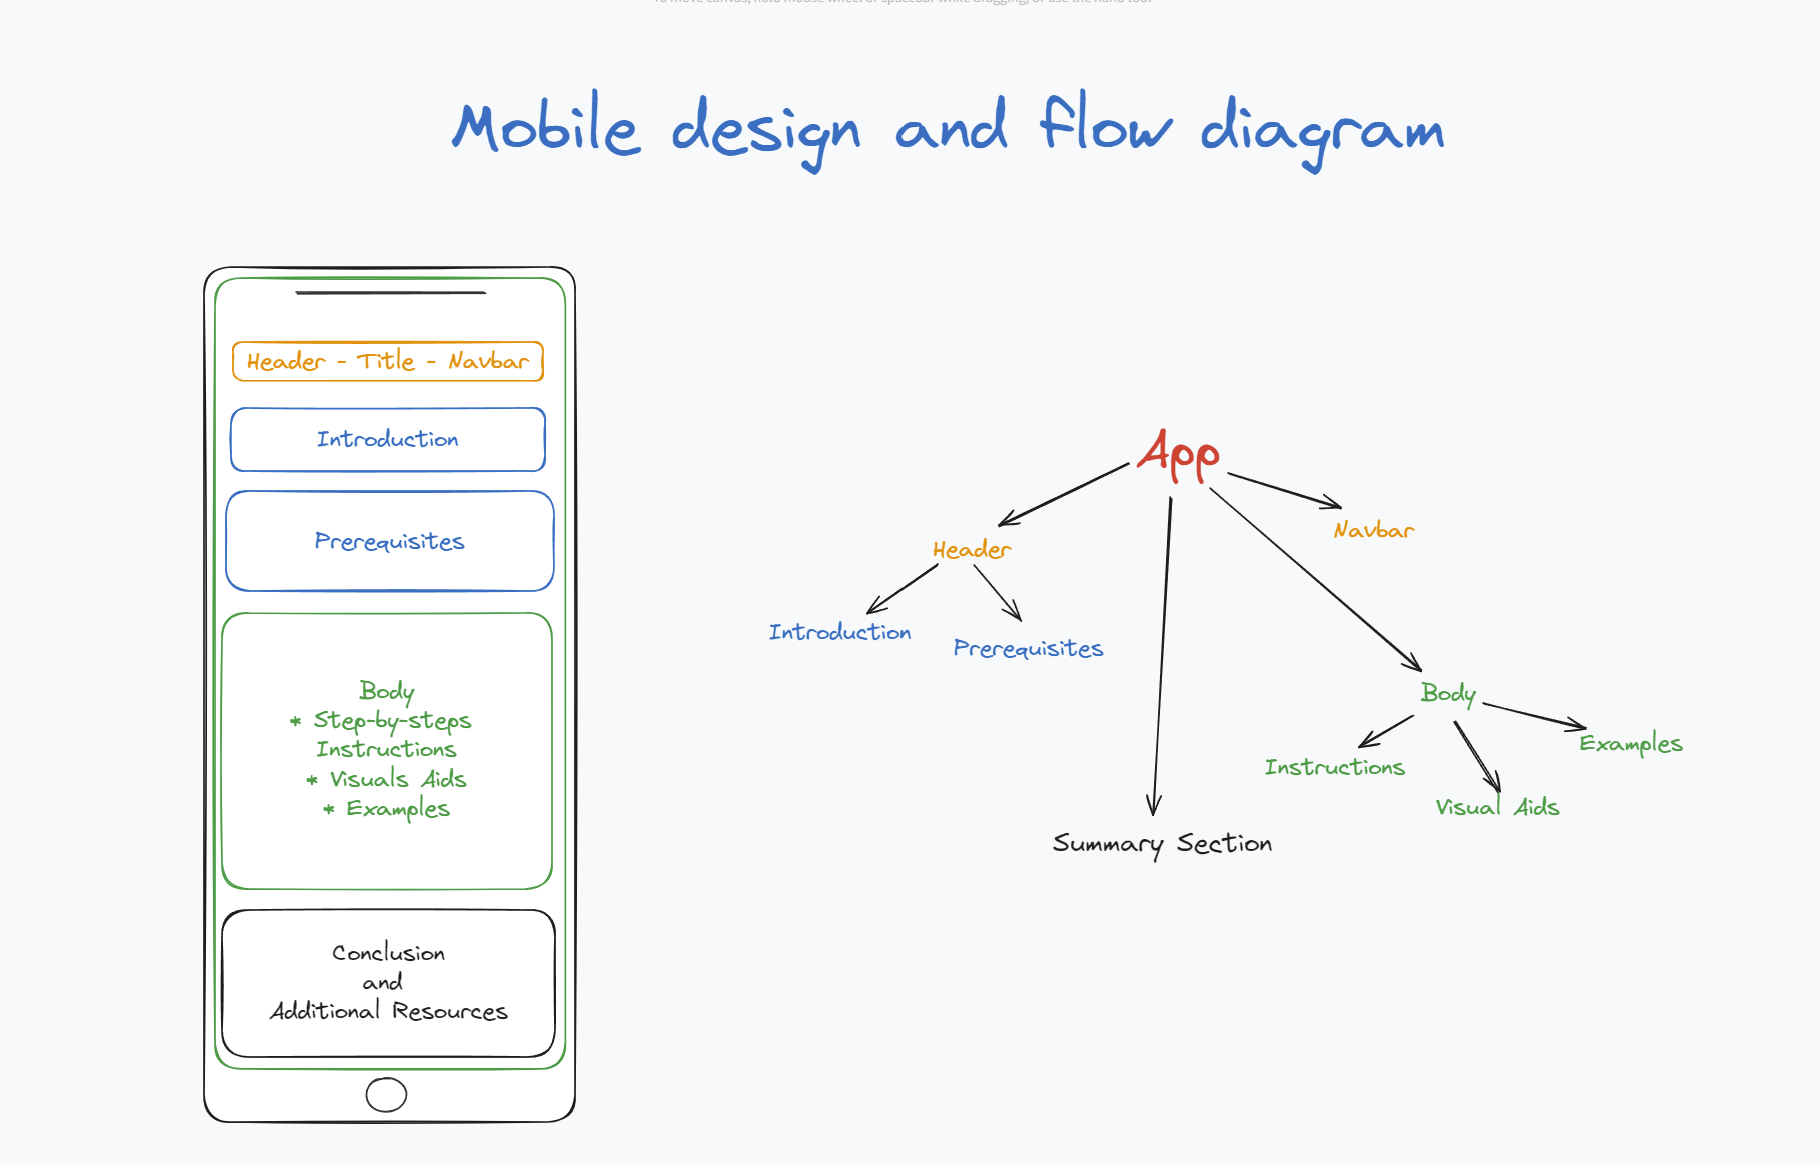 To move canvas, hold mouse wheel or spacebar while dragging, or use the hand tool
Mobile design and flow diagram
Header - Title - Navbar
Introduction
Prerequisites
Body
* Step-by-steps
Instructions
* Visuals Aids
* Examples
Conclusion
and
Additional Resources
App
Header
Navbar
Introduction
Prerequisites
Body
Instructions
Visual Aids
Examples
Summary Section